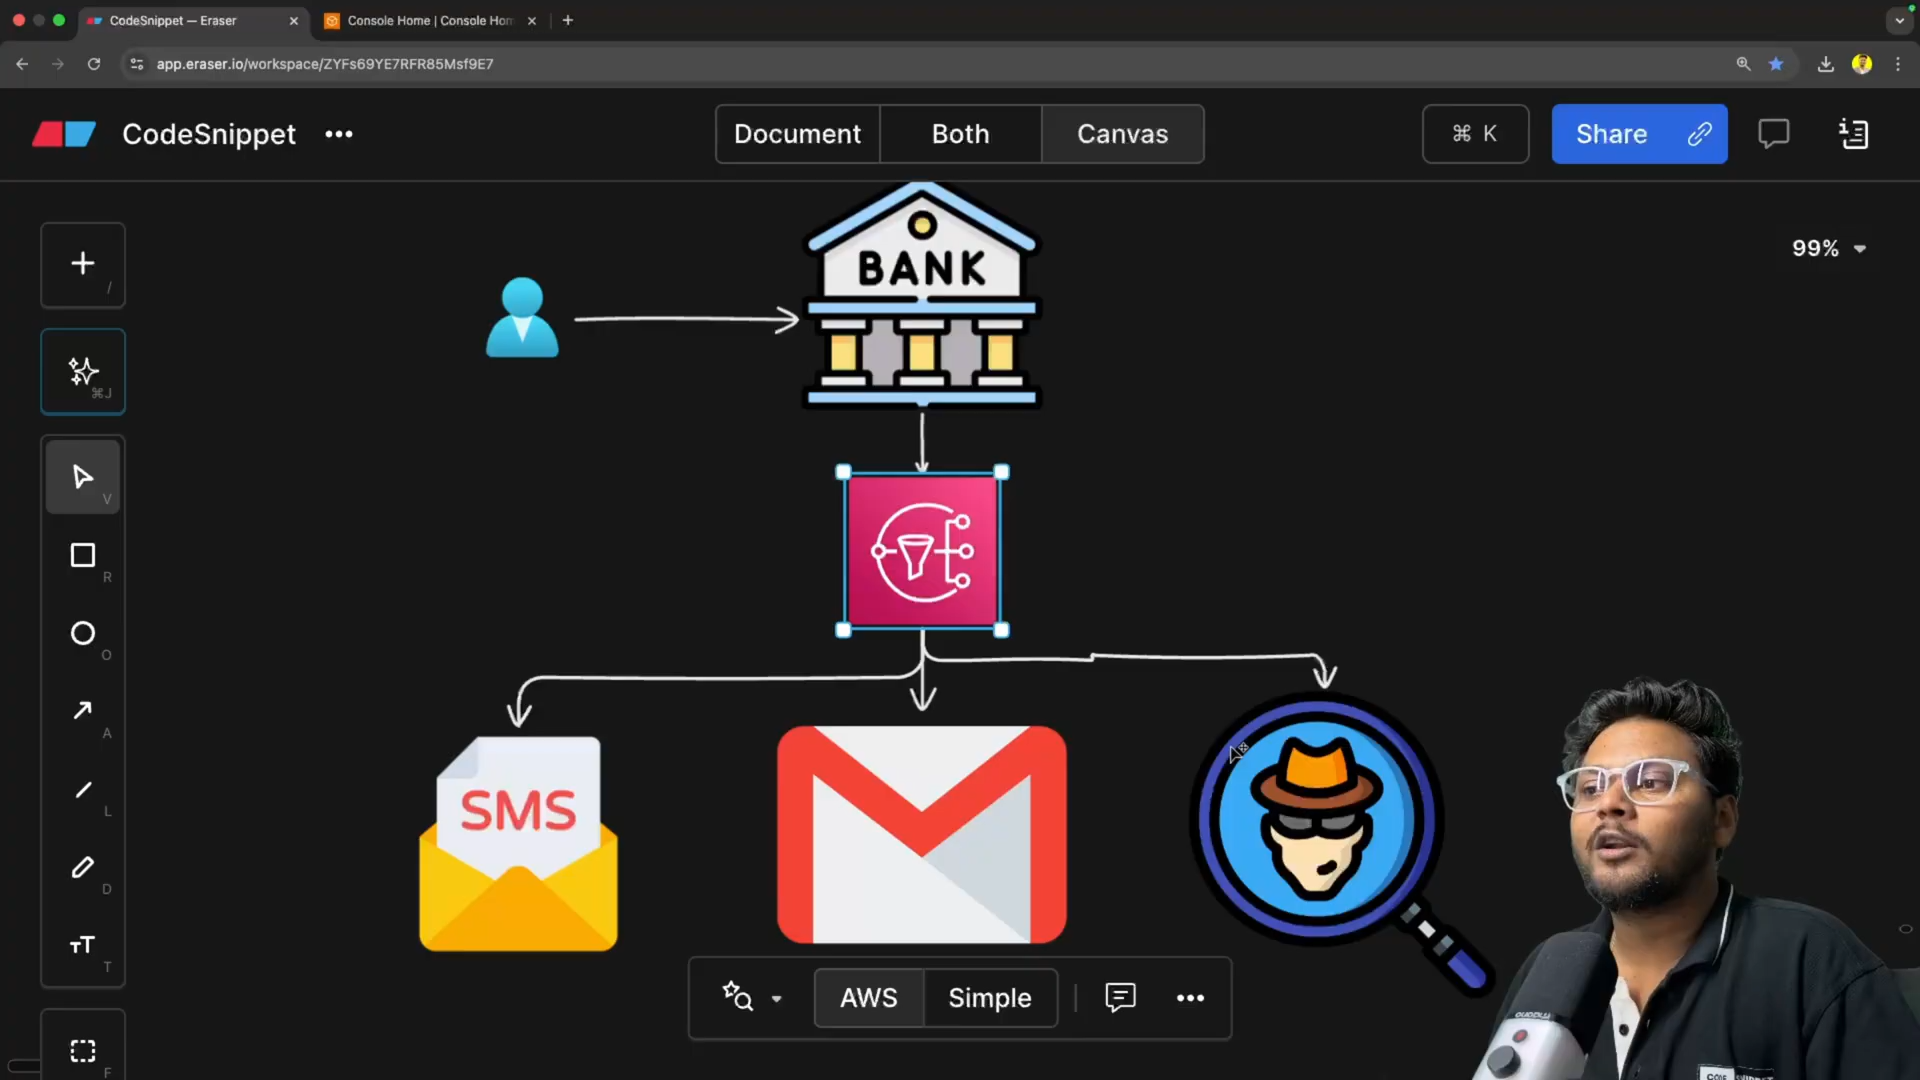 CodeSnippet — Eraser
Console Home | Console Hom
app.eraser.io/workspace/ZYFs69YE7RFR85Msf9E7
CodeSnippet
Document
Both
Canvas
⌘ K
Share
99%
/
⌘J
V
R
O
A
L
D
T
F
BANK
SMS
AWS
Simple